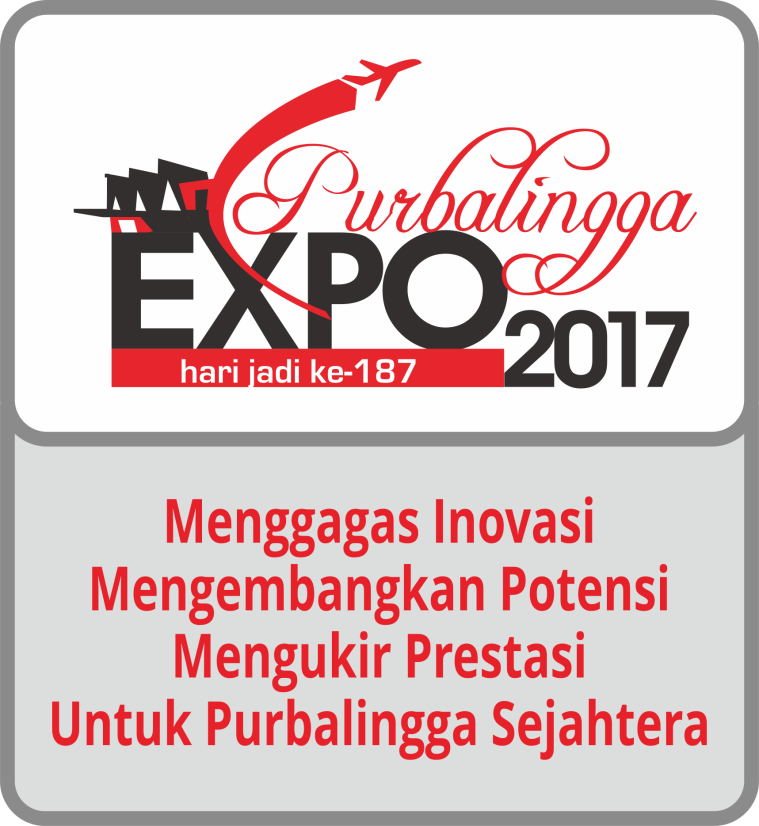 Purbalingga
EXPO 2017
hari jadi ke-187
Menggagas Inovasi
Mengembangkan Potensi
Mengukir Prestasi
Untuk Purbalingga Sejahtera